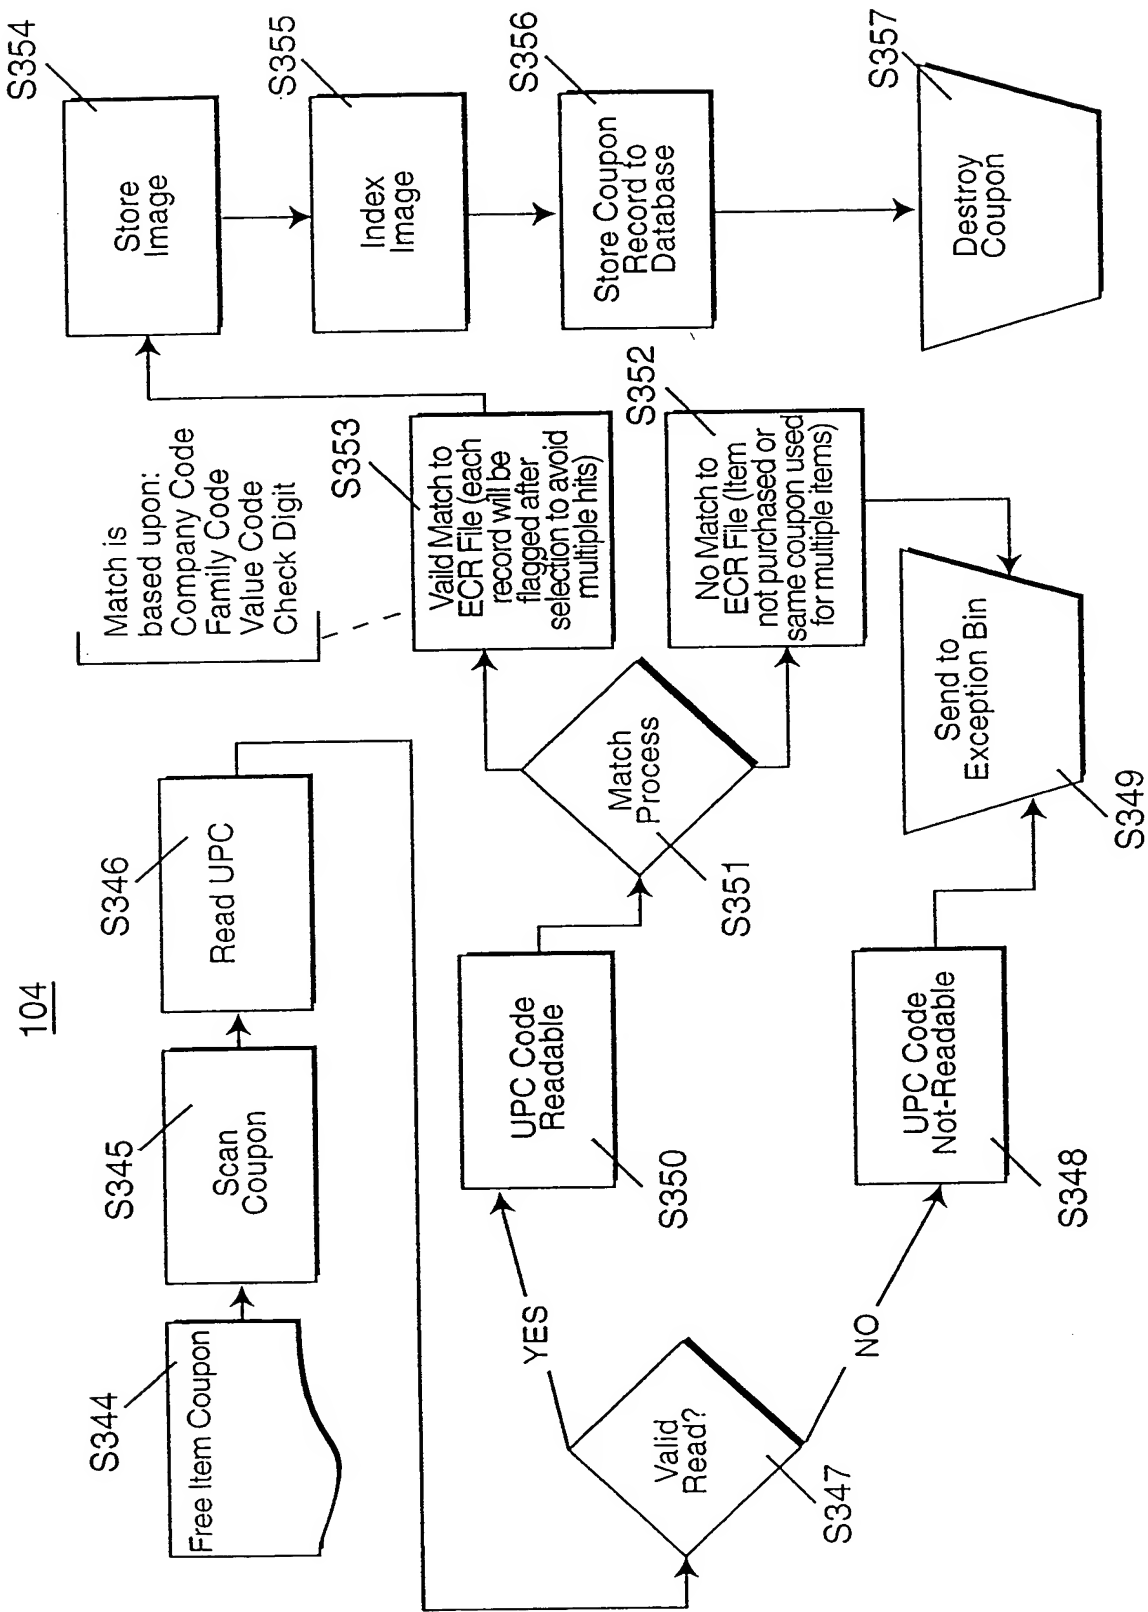 104
S344
Free Item Coupon
S345
Scan
Coupon
S346
Read UPC
S347
Valid
Read?
YES
NO
S350
UPC Code
Readable
S348
UPC Code
Not-Readable
S351
Match
Process
Match is
based upon:
Company Code
Family Code
Value Code
Check Digit
S353
Vaild Match to
ECR File (each
record will be
flagged after
selection to avoid
multiple hits)
S352
No Match to
ECR File (Item
not purchased or
same coupon used
for multiple items)
S349
Send to
Exception Bin
S354
Store
Image
S355
Index
Image
S356
Store Coupon
Record to
Database
S357
Destroy
Coupon